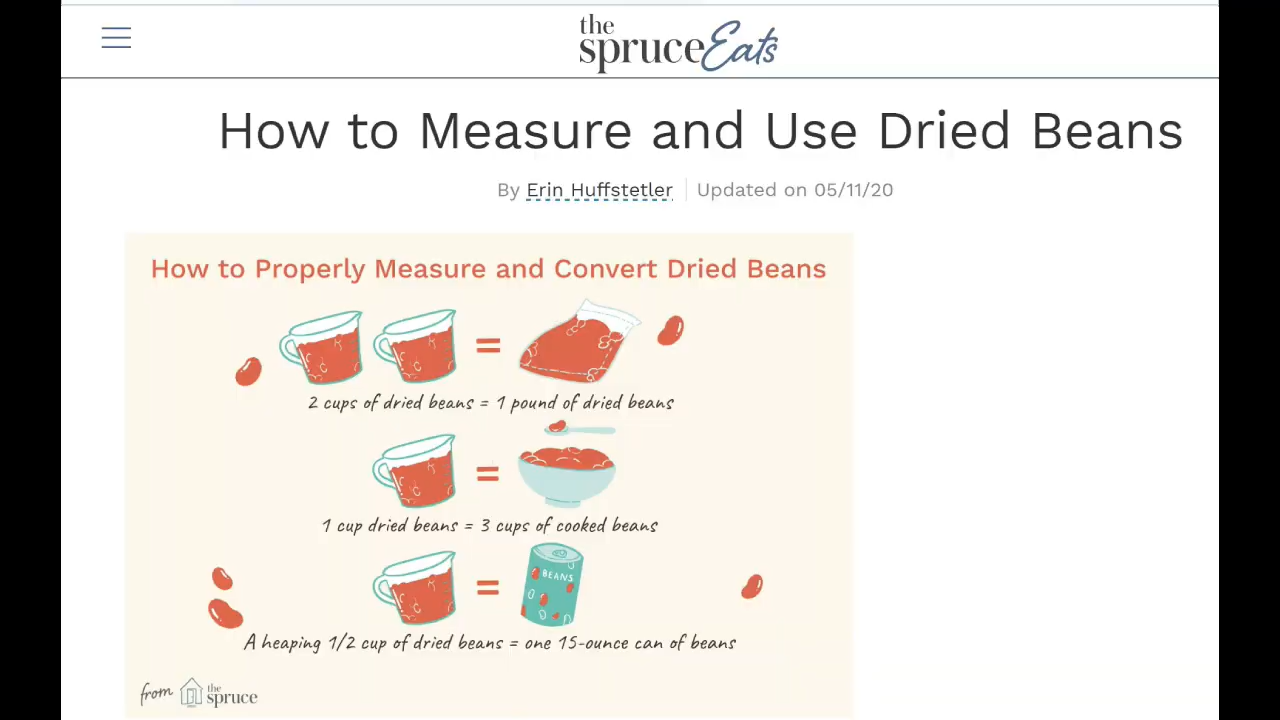 the
spruce Eats
How to Measure and Use Dried Beans
By Erin Huffstetler Updated on 05/11/20
How to Properly Measure and Convert Dried Beans
=
2 cups of dried beans = 1 pound of dried beans
=
1 cup dried beans = 3 cups of cooked beans
=
BEANS
A heaping 1/2 cup of dried beans = one 15-ounce can of beans
from the spruce